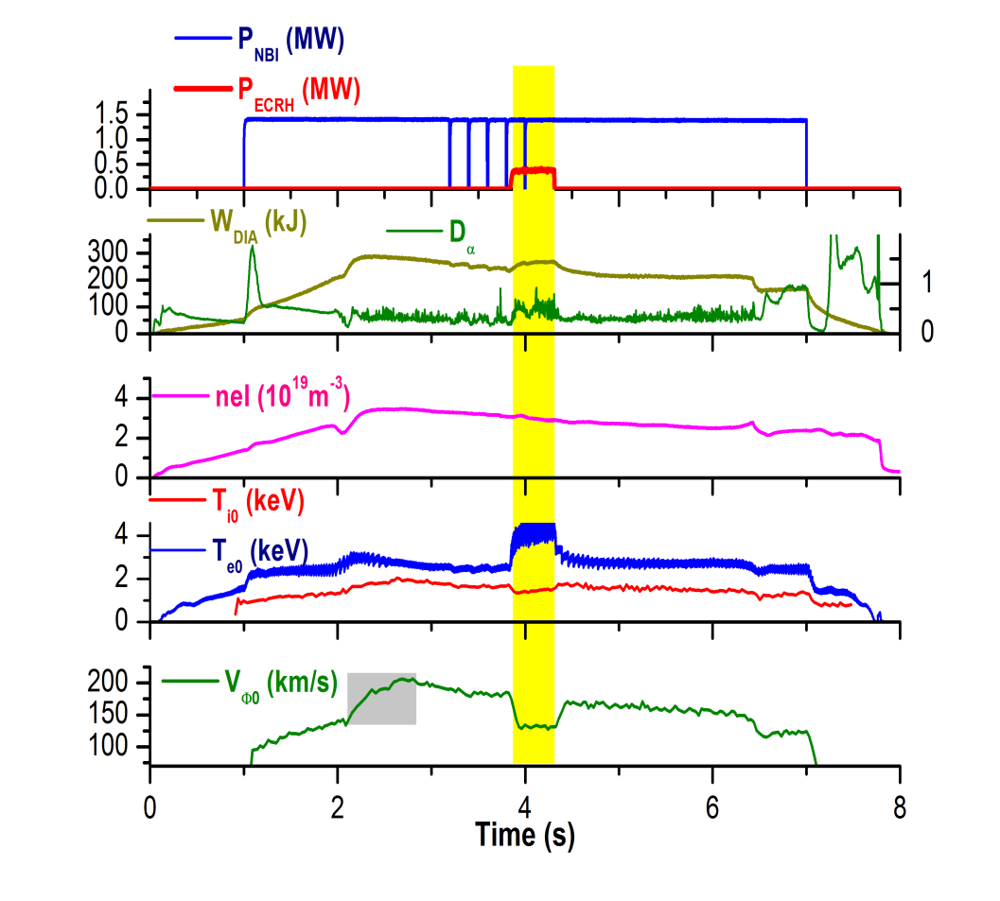 P_NBI (MW)
P_ECRH (MW)
1.5
1.0
0.5
0.0
W_DIA (kJ)
D_α
300
200
100
0
1
0
nel (10^19 m^-3)
4
2
0
T_i0 (keV)
T_e0 (keV)
4
2
0
V_Φ0 (km/s)
200
150
100
0 2 4 6 8
Time (s)